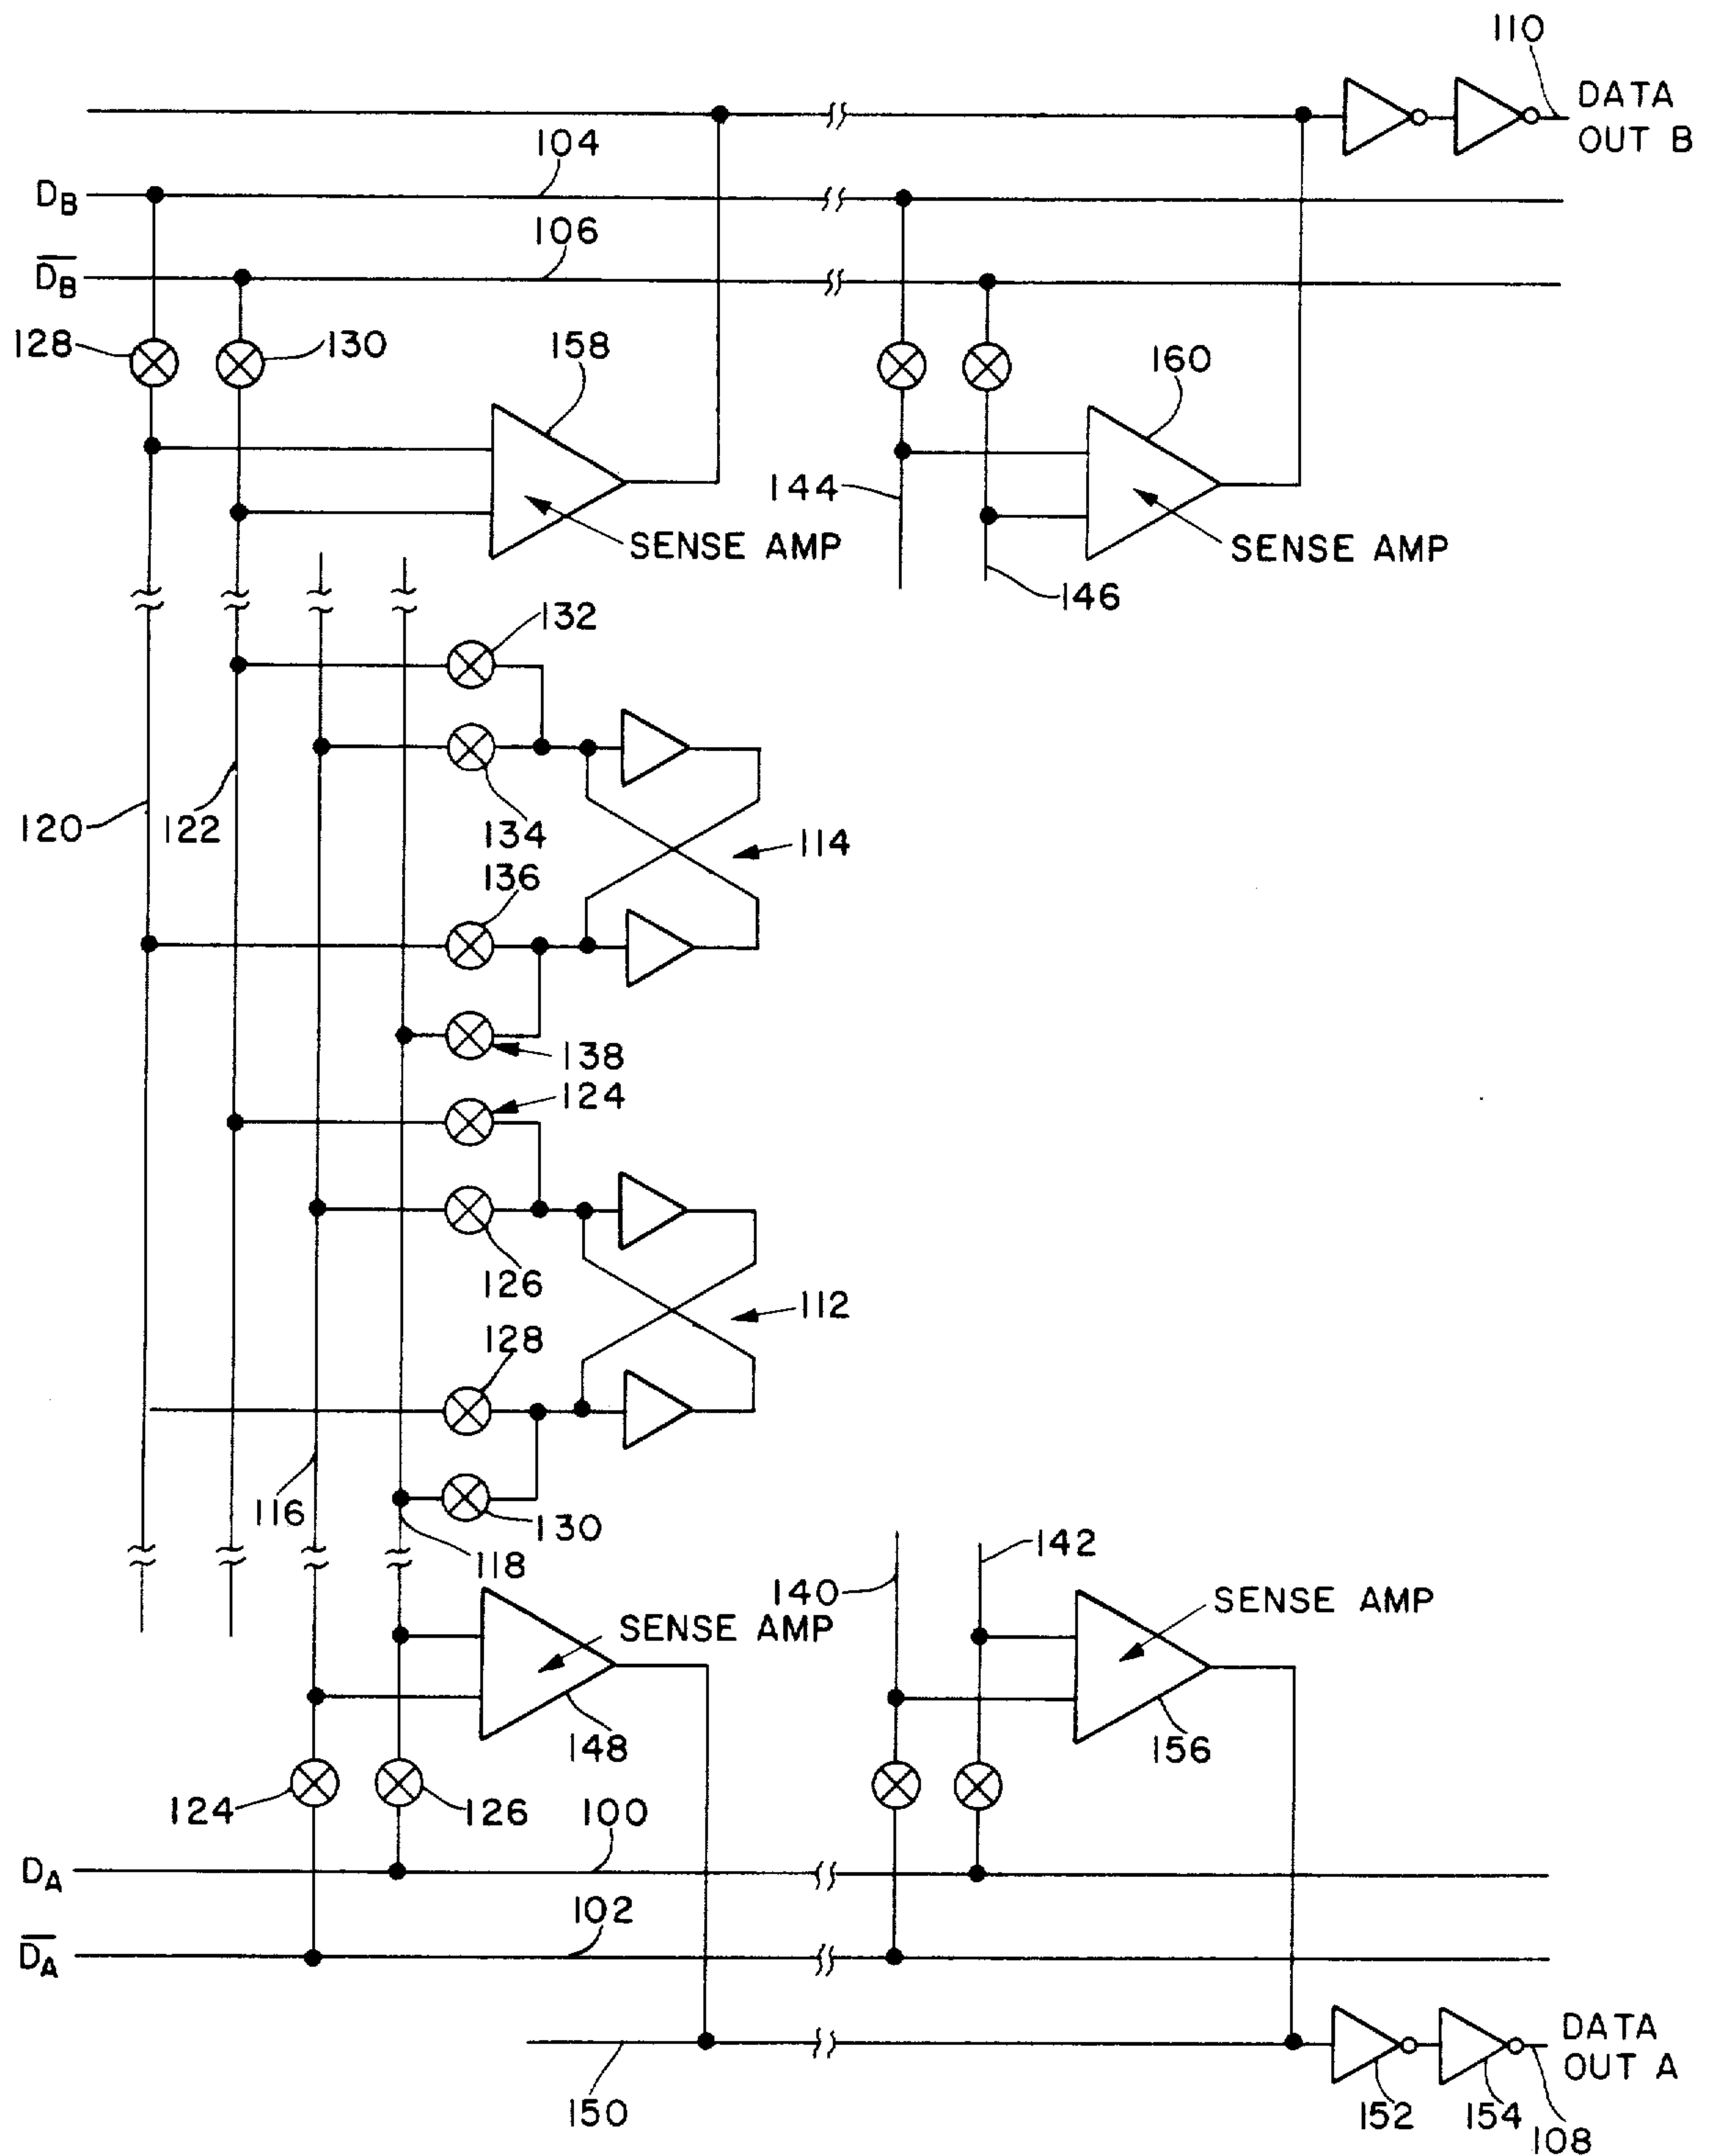 110
DATA
OUT B
104
D_B
106
\overline{D_B}
128
130
158
160
144
SENSE AMP
SENSE AMP
146
132
120
122
134
114
136
138
124
126
112
128
116
130
118
142
140
SENSE AMP
SENSE AMP
148
156
124
126
100
D_A
102
\overline{D_A}
DATA
OUT A
150
152
154
108